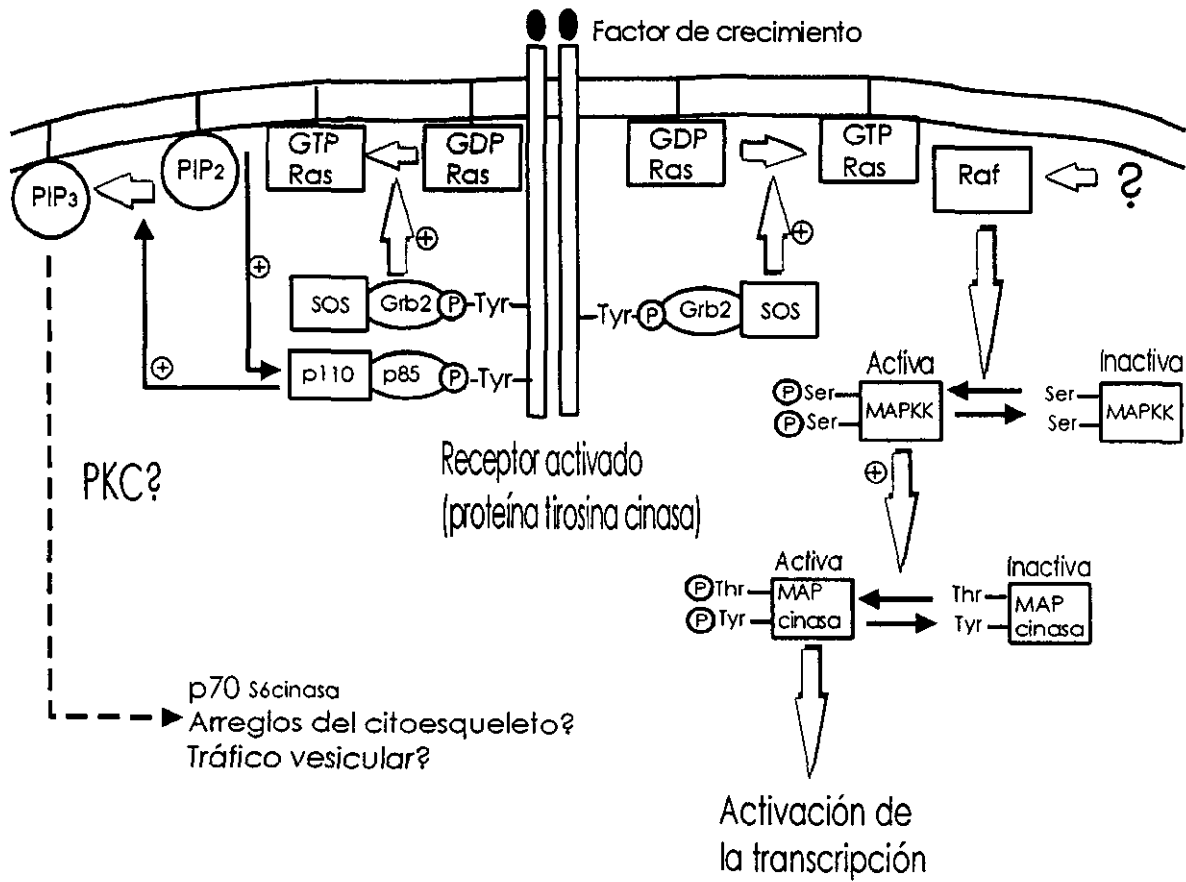 Factor de crecimiento
GTP
Ras
GDP
Ras
GDP
Ras
GTP
Ras
PIP3
PIP2
Raf
?
+
+
+
SOS
Grb2
P
-Tyr
Tyr
P
Grb2
SOS
+
p110
p85
P
-Tyr
Activa
Inactiva
P Ser
P Ser
MAPKK
Ser
Ser
MAPKK
Receptor activado
(proteína tirosina cinasa)
PKC?
+
Activa
Inactiva
P Thr
P Tyr
MAP
cinasa
Thr
Tyr
MAP
cinasa
p70 S6cinasa
Arreglos del citoesqueleto?
Tráfico vesicular?
Activación de
la transcripción